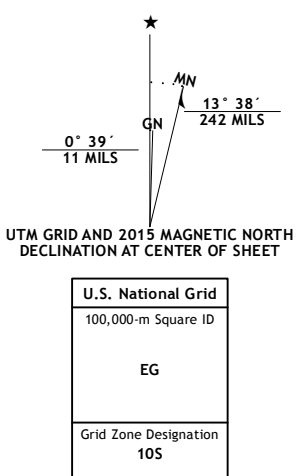 ★
MN
GN
13° 38´
242 MILS
0° 39´
11 MILS
UTM GRID AND 2015 MAGNETIC NORTH
DECLINATION AT CENTER OF SHEET
U.S. National Grid
100,000-m Square ID
EG
Grid Zone Designation
10S